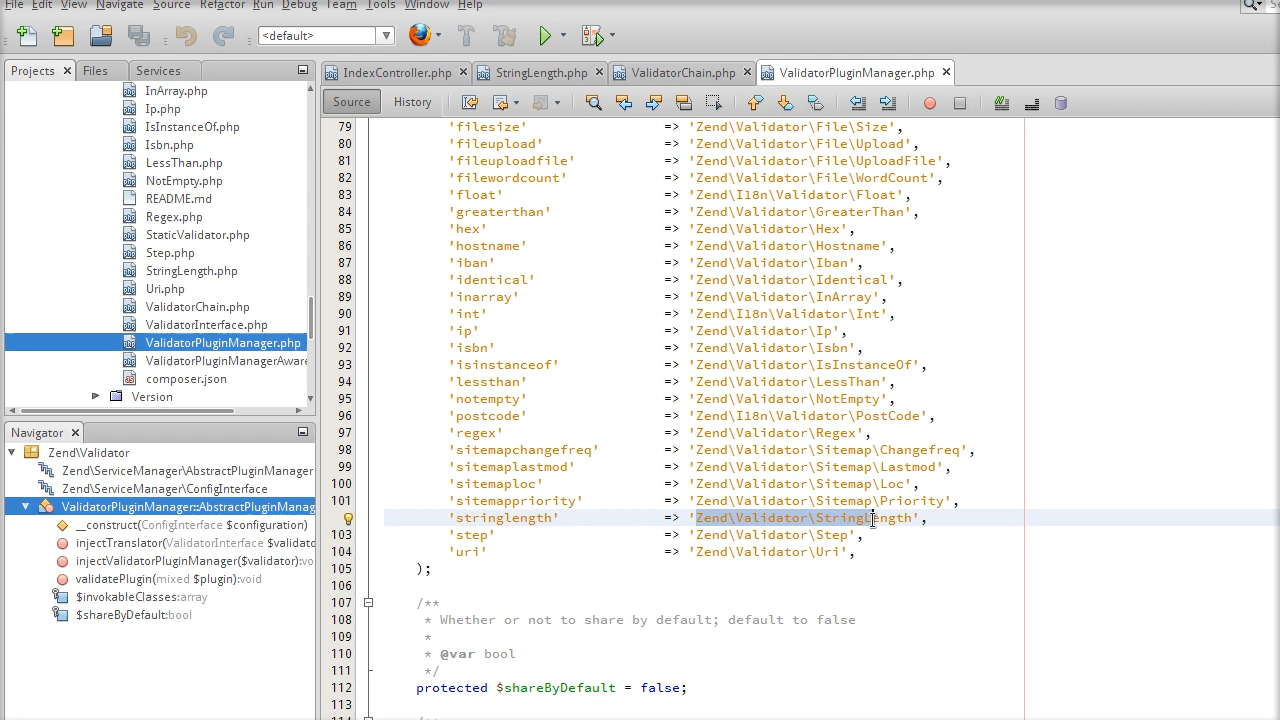 File Edit View Navigate Source Refactor Run Debug Team Tools Window Help
<default>
Projects Files Services
IndexController.php StringLength.php ValidatorChain.php ValidatorPluginManager.php
Source History
InArray.php
Ip.php
IsInstanceOf.php
Isbn.php
LessThan.php
NotEmpty.php
README.md
Regex.php
StaticValidator.php
Step.php
StringLength.php
Uri.php
ValidatorChain.php
ValidatorInterface.php
ValidatorPluginManager.php
ValidatorPluginManagerAware
composer.json
Version
Navigator
Zend\Validator
Zend\ServiceManager\AbstractPluginManager
Zend\ServiceManager\ConfigInterface
ValidatorPluginManager::AbstractPluginManag
__construct(ConfigInterface $configuration)
injectTranslator(ValidatorInterface $validator
injectValidatorPluginManager($validator):vo
validatePlugin(mixed $plugin):void
$invokableClasses:array
$shareByDefault:bool
79 'filesize' => 'Zend\Validator\File\Size',
80 'fileupload' => 'Zend\Validator\File\Upload',
81 'fileuploadfile' => 'Zend\Validator\File\UploadFile',
82 'filewordcount' => 'Zend\Validator\File\WordCount',
83 'float' => 'Zend\I18n\Validator\Float',
84 'greaterthan' => 'Zend\Validator\GreaterThan',
85 'hex' => 'Zend\Validator\Hex',
86 'hostname' => 'Zend\Validator\Hostname',
87 'iban' => 'Zend\Validator\Iban',
88 'identical' => 'Zend\Validator\Identical',
89 'inarray' => 'Zend\Validator\InArray',
90 'int' => 'Zend\I18n\Validator\Int',
91 'ip' => 'Zend\Validator\Ip',
92 'isbn' => 'Zend\Validator\Isbn',
93 'isinstanceof' => 'Zend\Validator\IsInstanceOf',
94 'lessthan' => 'Zend\Validator\LessThan',
95 'notempty' => 'Zend\Validator\NotEmpty',
96 'postcode' => 'Zend\I18n\Validator\PostCode',
97 'regex' => 'Zend\Validator\Regex',
98 'sitemapchangefreq' => 'Zend\Validator\Sitemap\Changefreq',
99 'sitemaplastmod' => 'Zend\Validator\Sitemap\Lastmod',
100 'sitemaploc' => 'Zend\Validator\Sitemap\Loc',
101 'sitemappriority' => 'Zend\Validator\Sitemap\Priority',
'stringlength' => 'Zend\Validator\StringLength',
103 'step' => 'Zend\Validator\Step',
104 'uri' => 'Zend\Validator\Uri',
105 );
106
107 /**
108 * Whether or not to share by default; default to false
109 *
110 * @var bool
111 */
112 protected $shareByDefault = false;
113